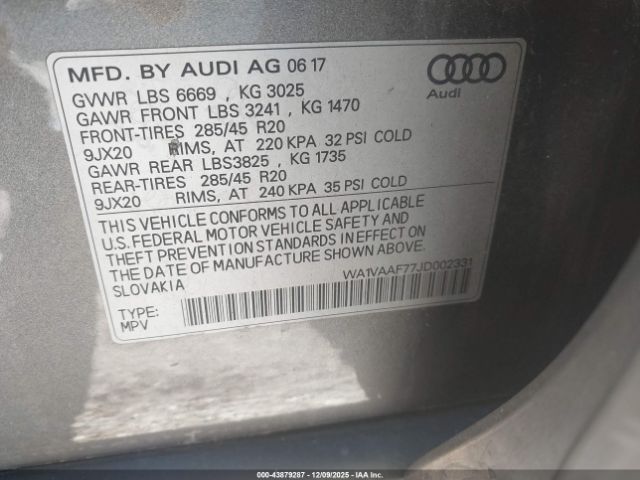 MFD. BY AUDI AG 06 17
Audi
GVWR LBS 6669 , KG 3025
GAWR FRONT LBS 3241 , KG 1470
FRONT-TIRES 285/45 R20
9JX20 RIMS, AT 220 KPA 32 PSI COLD
GAWR REAR LBS3825 , KG 1735
REAR-TIRES 285/45 R20
9JX20 RIMS, AT 240 KPA 35 PSI COLD
THIS VEHICLE CONFORMS TO ALL APPLICABLE
U.S. FEDERAL MOTOR VEHICLE SAFETY AND
THEFT PREVENTION STANDARDS IN EFFECT ON
THE DATE OF MANUFACTURE SHOWN ABOVE.
SLOVAKIA
WA1VAAF77JD002331
TYPE:
MPV
000-43879287 - 12/09/2025 - IAA Inc.